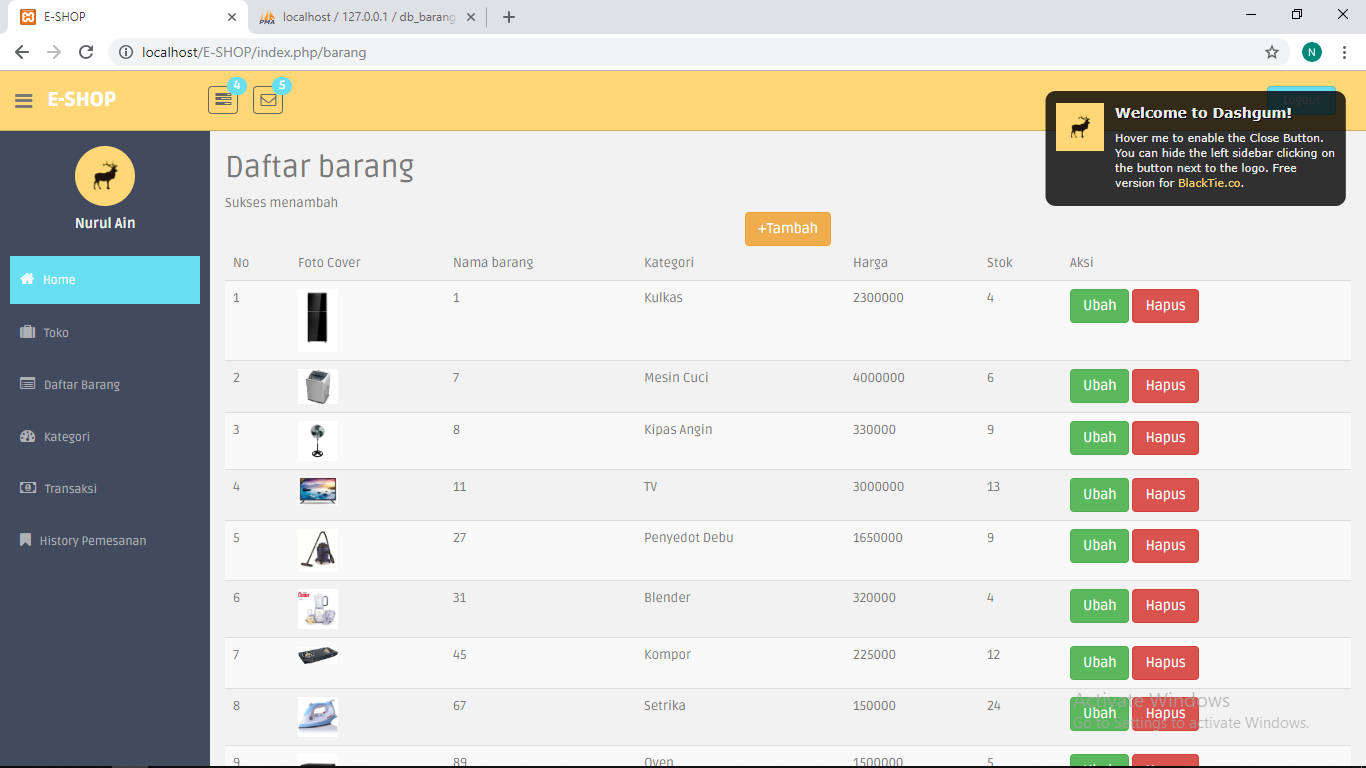 E-SHOP
localhost / 127.0.0.1 / db_barang
localhost/E-SHOP/index.php/barang
N
E-SHOP
4
5
Logout
Welcome to Dashgum!
Hover me to enable the Close Button.
You can hide the left sidebar clicking on
the button next to the logo. Free
version for BlackTie.co.
Nurul Ain
Home
Toko
Daftar Barang
Kategori
Transaksi
History Pemesanan
Daftar barang
Sukses menambah
+Tambah
No Foto Cover Nama barang Kategori Harga Stok Aksi
1 1 Kulkas 2300000 4 Ubah Hapus
2 7 Mesin Cuci 4000000 6 Ubah Hapus
3 8 Kipas Angin 330000 9 Ubah Hapus
4 11 TV 3000000 13 Ubah Hapus
5 27 Penyedot Debu 1650000 9 Ubah Hapus
6 31 Blender 320000 4 Ubah Hapus
7 45 Kompor 225000 12 Ubah Hapus
8 67 Setrika 150000 24 Ubah Hapus
9 89 Oven 1500000 5 Ubah Hapus
Activate Windows
Go to Settings to activate Windows.